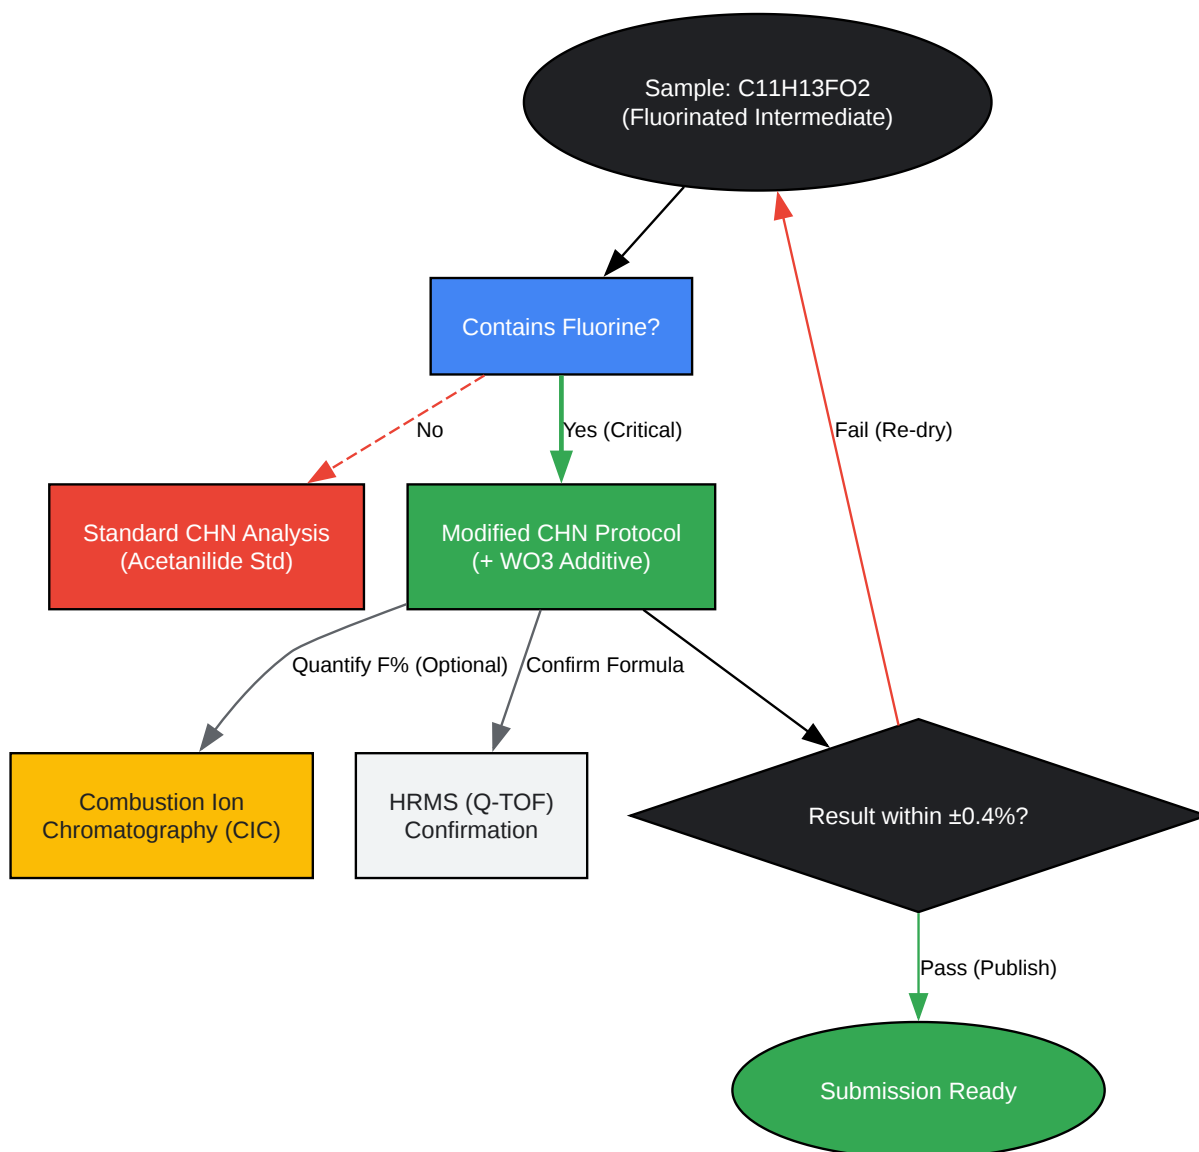 Sample: C11H13FO2
(Fluorinated Intermediate)
Contains Fluorine?
No
Yes (Critical)
Fail (Re-dry)
Standard CHN Analysis
(Acetanilide Std)
Modified CHN Protocol
(+ WO3 Additive)
Quantify F% (Optional)
Confirm Formula
Combustion Ion
Chromatography (CIC)
HRMS (Q-TOF)
Confirmation
Result within ±0.4%?
Pass (Publish)
Submission Ready